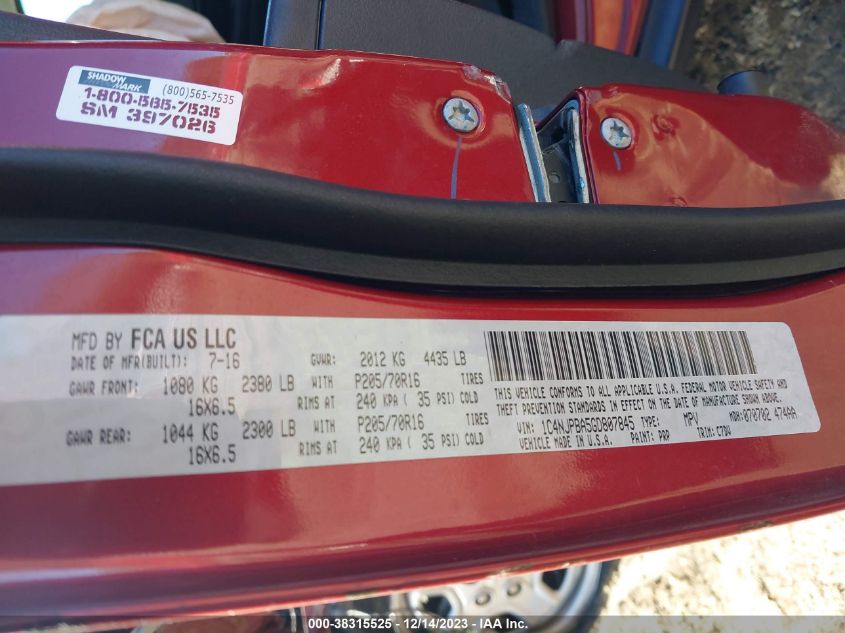 SHADOW MARK
(800)565-7535
1-800-565-7535
SM 397026
MFD BY FCA US LLC
DATE OF MFR(BUILT): 7-16 GVWR: 2012 KG 4435 LB
GAWR FRONT: 1080 KG 2380 LB WITH P205/70R16 TIRES
16X6.5 RIMS AT 240 KPA ( 35 PSI) COLD
GAWR REAR: 1044 KG 2300 LB WITH P205/70R16 TIRES
16X6.5 RIMS AT 240 KPA ( 35 PSI) COLD
THIS VEHICLE CONFORMS TO ALL APPLICABLE U.S.A. FEDERAL MOTOR VEHICLE SAFETY AND
THEFT PREVENTION STANDARDS IN EFFECT ON THE DATE OF MANUFACTURE SHOWN ABOVE.
VIN: 1C4NJPBA5GD807845 TYPE: MPV MDH: 070702 474AA
VEHICLE MADE IN U.S.A. PAINT: PRP TRIM: CTDV
000-38315525 - 12/14/2023 - IAA Inc.